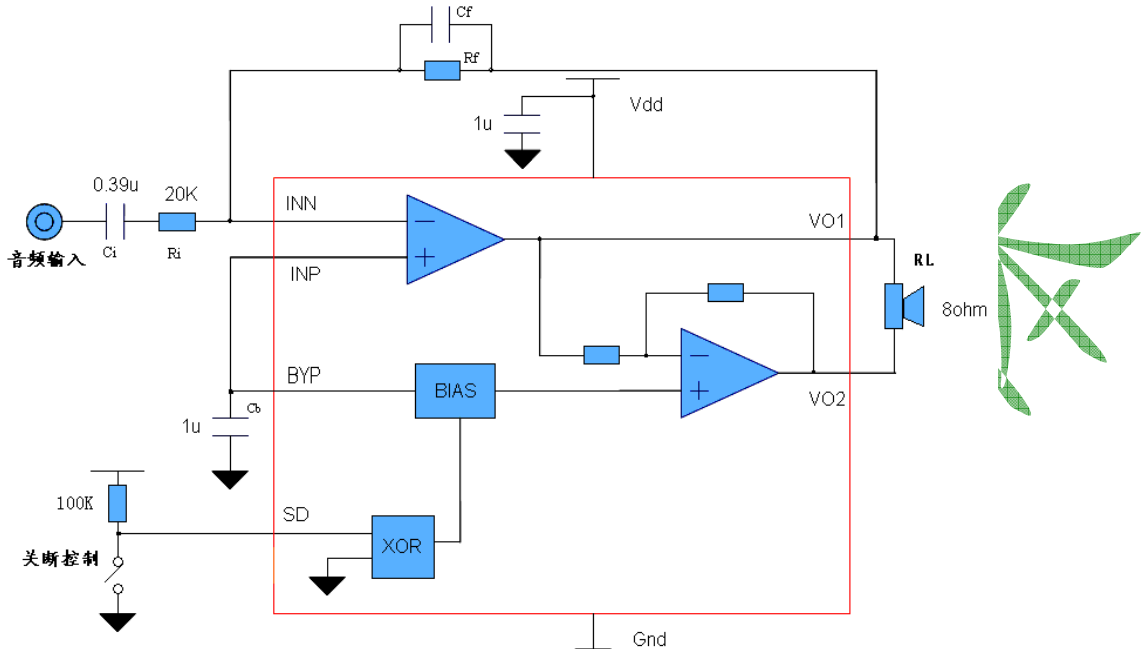 Cf
Rf
Vdd
1u
0.39u
20K
INN
VO1
音频输入
Ci
Ri
INP
RL
8ohm
BYP
BIAS
VO2
Cb
1u
100K
SD
XOR
关断控制
Gnd